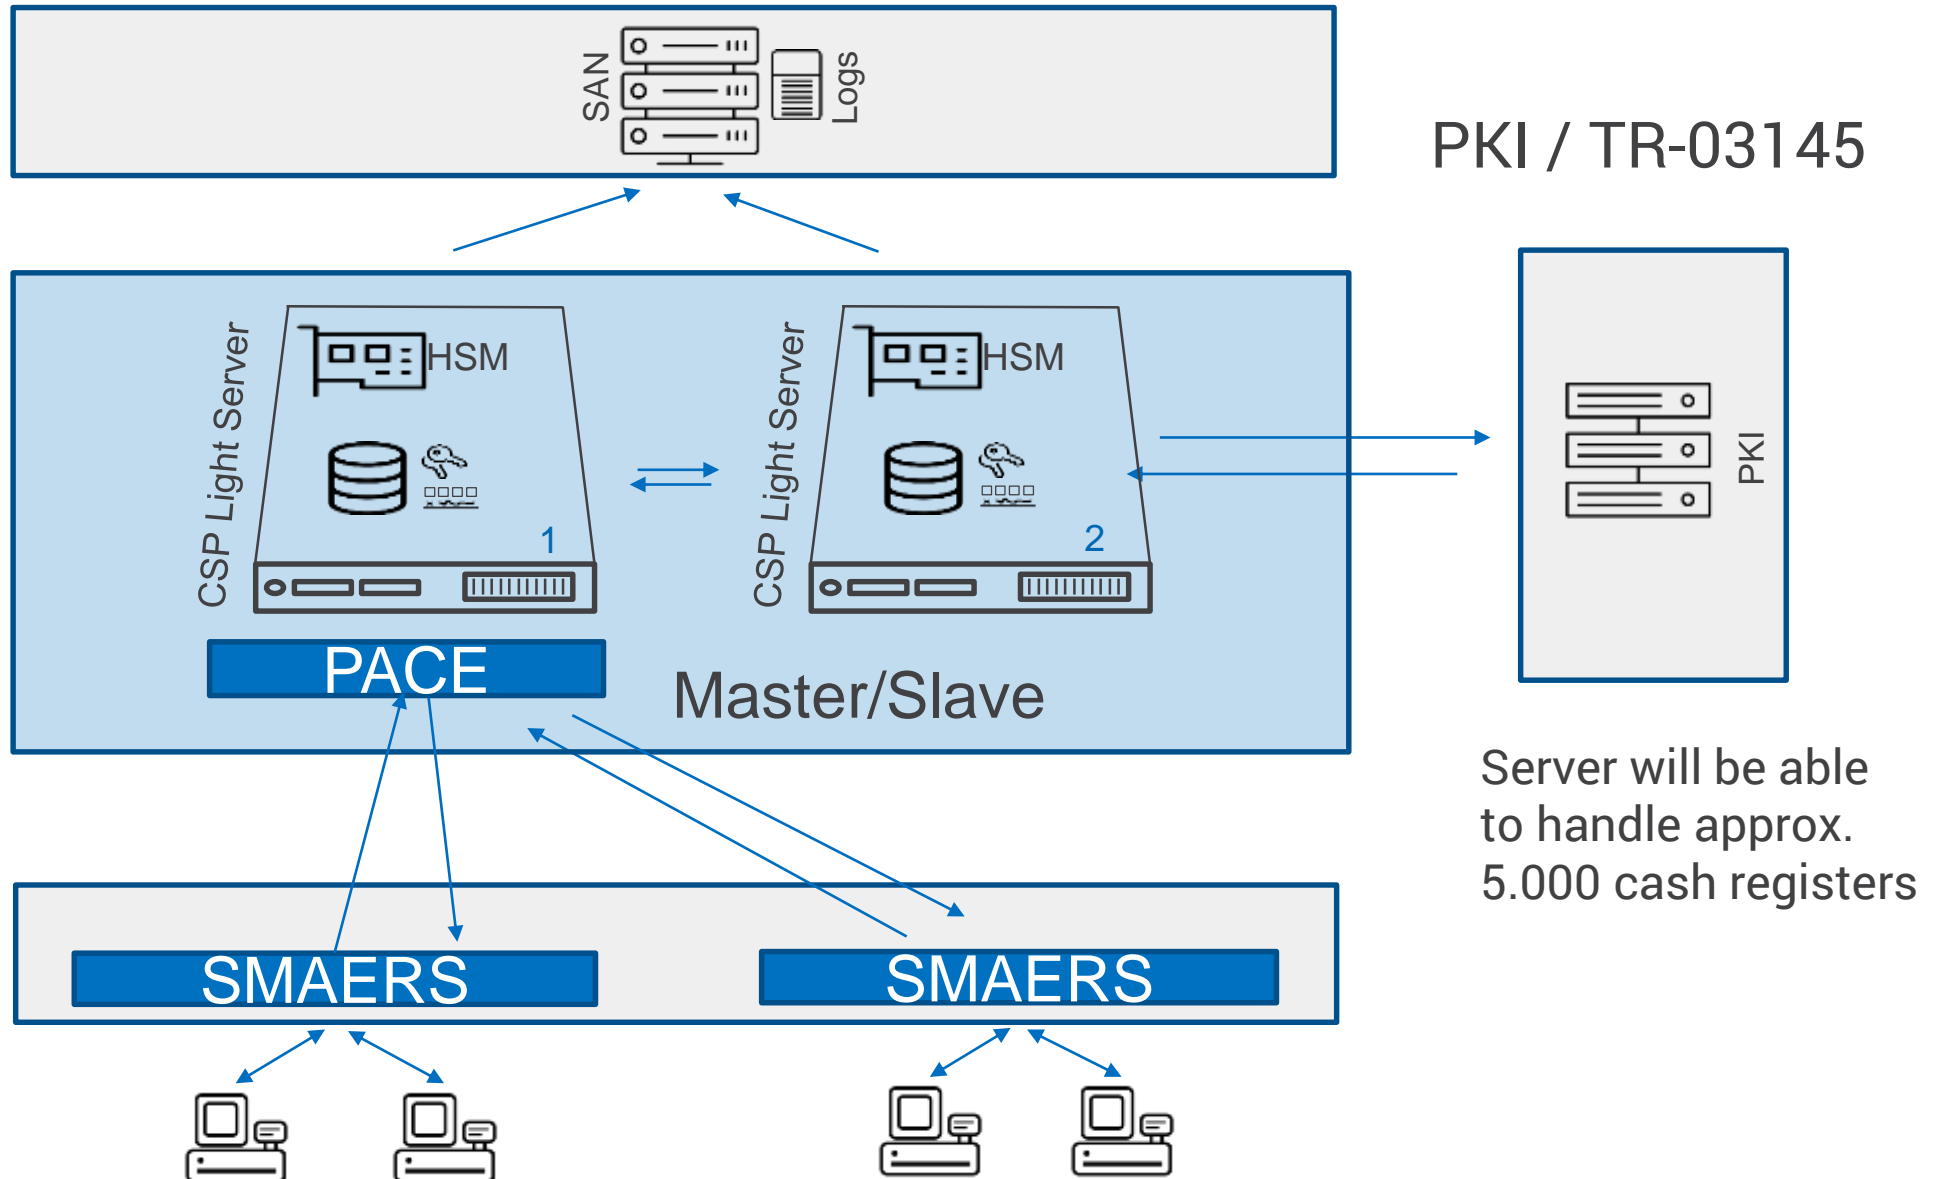 SAN
Logs
PKI / TR-03145
CSP Light Server
HSM
1
CSP Light Server
HSM
2
PKI
PACE
Master/Slave
Server will be able
to handle approx.
5.000 cash registers
SMAERS
SMAERS